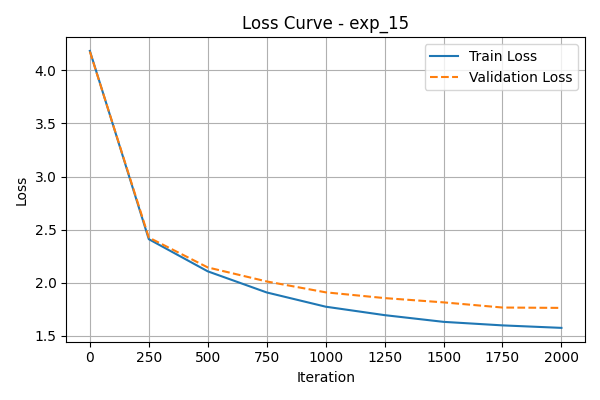 Loss Curve - exp_15
Train Loss
Validation Loss
Loss
4.0
3.5
3.0
2.5
2.0
1.5
0 250 500 750 1000 1250 1500 1750 2000
Iteration